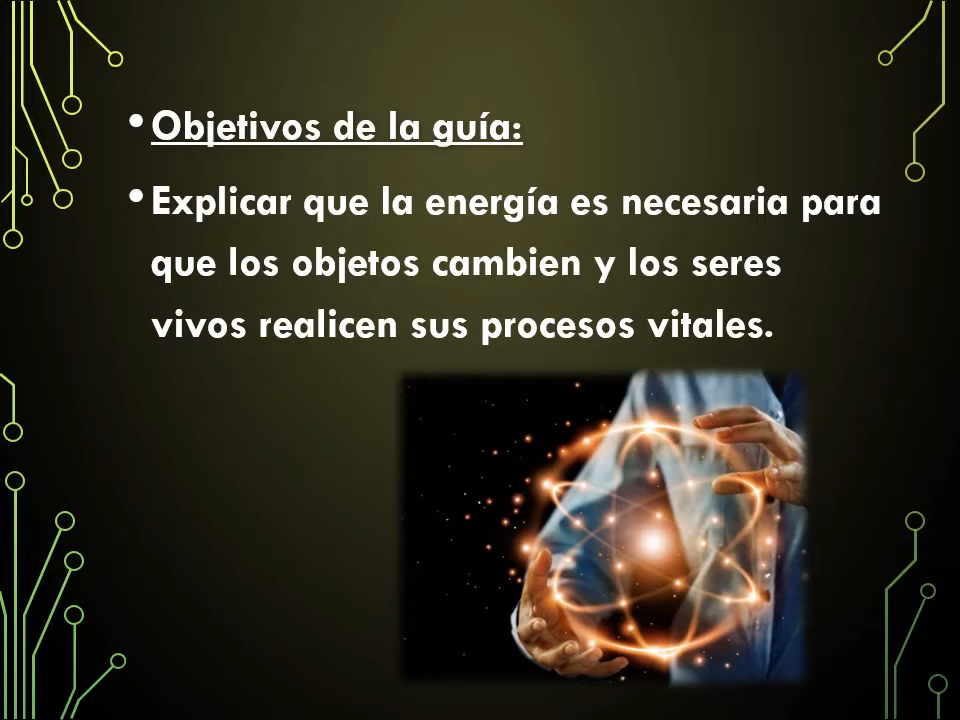 • Objetivos de la guía:
• Explicar que la energía es necesaria para
que los objetos cambien y los seres
vivos realicen sus procesos vitales.